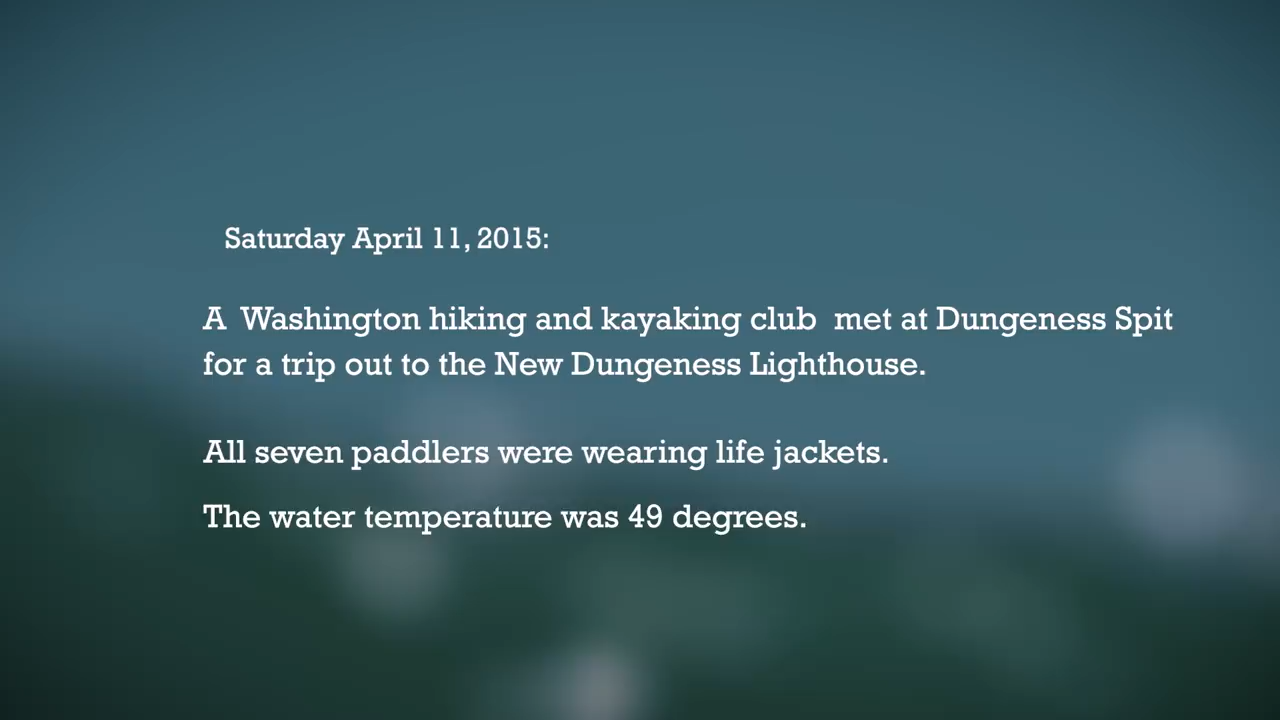 Saturday April 11, 2015:
A Washington hiking and kayaking club met at Dungeness Spit
for a trip out to the New Dungeness Lighthouse.
All seven paddlers were wearing life jackets.
The water temperature was 49 degrees.